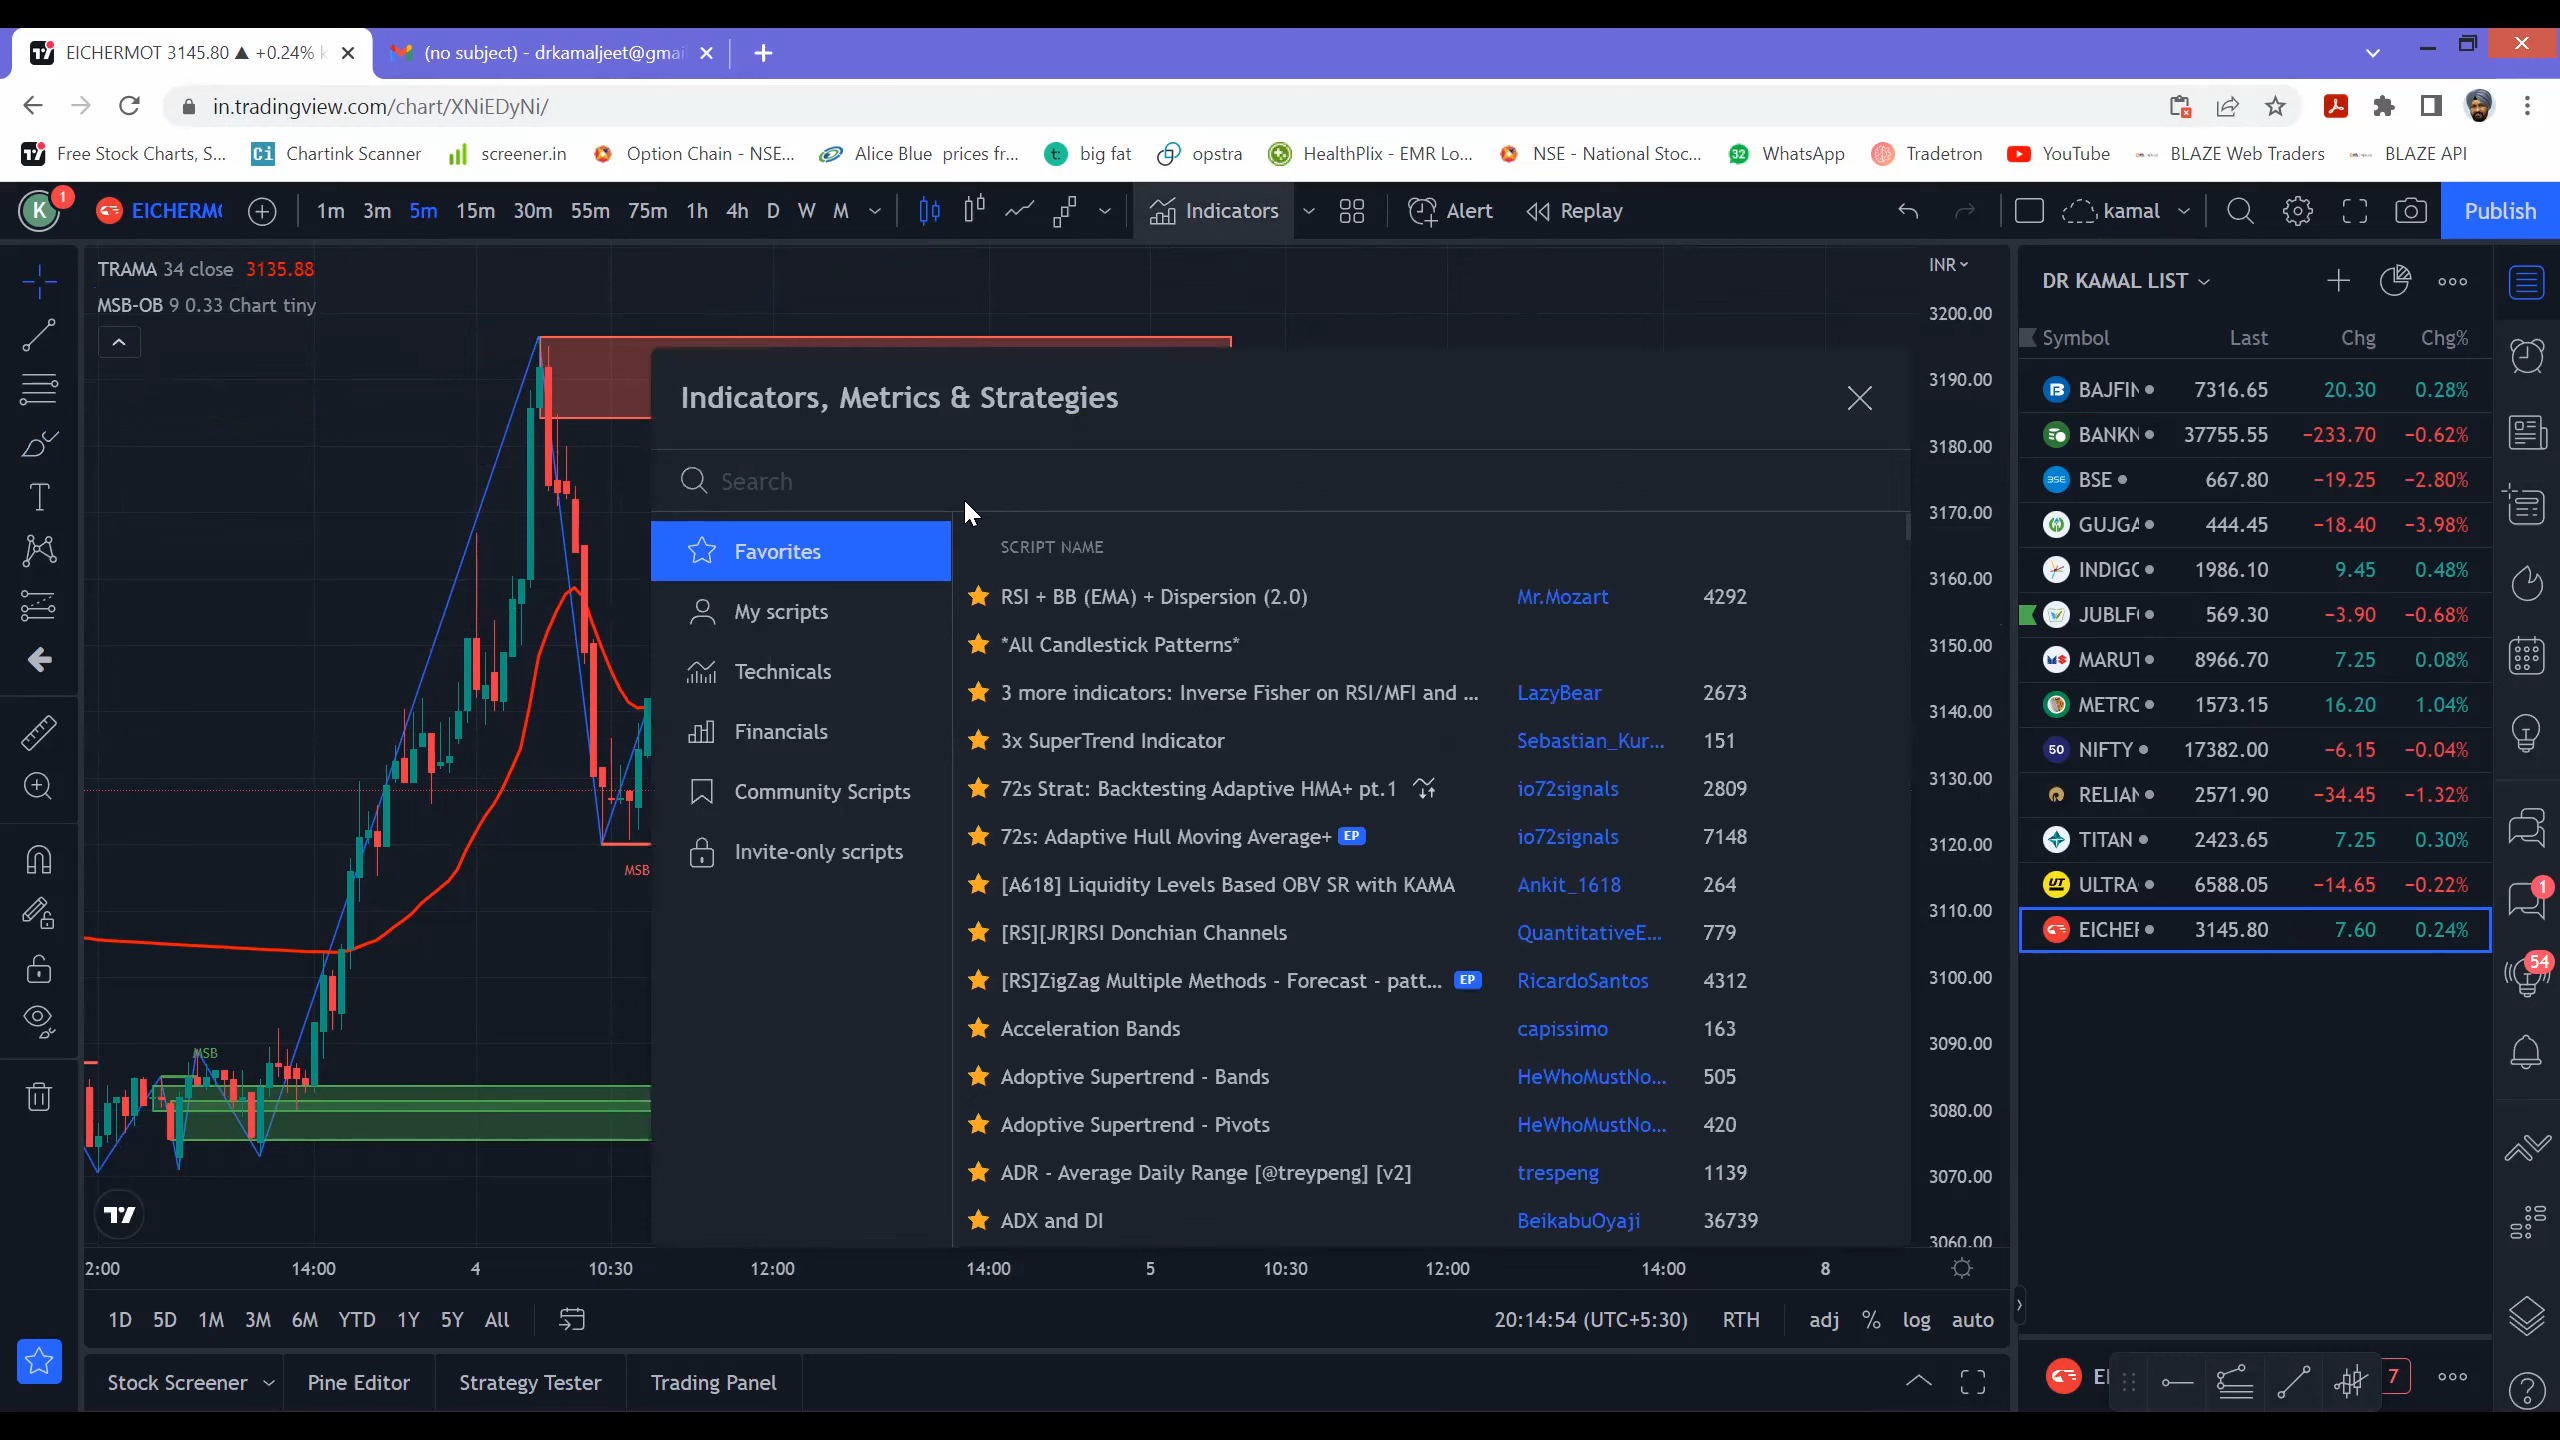 EICHERMOT 3145.80 ▲ +0.24%
(no subject) - drkamaljeet@gmai
in.tradingview.com/chart/XNiEDyNi/
Free Stock Charts, S...
Ci Chartink Scanner
screener.in
Option Chain - NSE...
Alice Blue prices fr...
t: big fat
opstra
HealthPlix - EMR Lo...
NSE - National Stoc...
32 WhatsApp
Tradetron
YouTube
BLAZE Web Traders
BLAZE API
K 1 EICHERM 1m 3m 5m 15m 30m 55m 75m 1h 4h D W M Indicators Alert Replay kamal Publish
TRAMA 34 close 3135.88
MSB-OB 9 0.33 Chart tiny
MSB
MSB
Indicators, Metrics & Strategies
Search
Favorites
My scripts
Technicals
Financials
Community Scripts
Invite-only scripts
SCRIPT NAME
RSI + BB (EMA) + Dispersion (2.0) Mr.Mozart 4292
*All Candlestick Patterns*
3 more indicators: Inverse Fisher on RSI/MFI and ... LazyBear 2673
3x SuperTrend Indicator Sebastian_Kur... 151
72s Strat: Backtesting Adaptive HMA+ pt.1 io72signals 2809
72s: Adaptive Hull Moving Average+ EP io72signals 7148
[A618] Liquidity Levels Based OBV SR with KAMA Ankit_1618 264
[RS][JR]RSI Donchian Channels QuantitativeE... 779
[RS]ZigZag Multiple Methods - Forecast - patt... EP RicardoSantos 4312
Acceleration Bands capissimo 163
Adoptive Supertrend - Bands HeWhoMustNo... 505
Adoptive Supertrend - Pivots HeWhoMustNo... 420
ADR - Average Daily Range [@treypeng] [v2] trespeng 1139
ADX and DI BeikabuOyaji 36739
INR
3200.00
3190.00
3180.00
3170.00
3160.00
3150.00
3140.00
3130.00
3120.00
3110.00
3100.00
3090.00
3080.00
3070.00
3060.00
2:00 14:00 4 10:30 12:00 14:00 5 10:30 12:00 14:00 8
1D 5D 1M 3M 6M YTD 1Y 5Y All 20:14:54 (UTC+5:30) RTH adj % log auto
Stock Screener Pine Editor Strategy Tester Trading Panel
DR KAMAL LIST
Symbol Last Chg Chg%
BAJFIN 7316.65 20.30 0.28%
BANKN 37755.55 −233.70 −0.62%
BSE BSE 667.80 −19.25 −2.80%
GUJGA 444.45 −18.40 −3.98%
INDIGO 1986.10 9.45 0.48%
JUBLF 569.30 −3.90 −0.68%
MARUT 8966.70 7.25 0.08%
METRO 1573.15 16.20 1.04%
50 NIFTY 17382.00 −6.15 −0.04%
RELIAN 2571.90 −34.45 −1.32%
TITAN 2423.65 7.25 0.30%
UT ULTRA 6588.05 −14.65 −0.22%
EICHER 3145.80 7.60 0.24%
EI 7
1
54